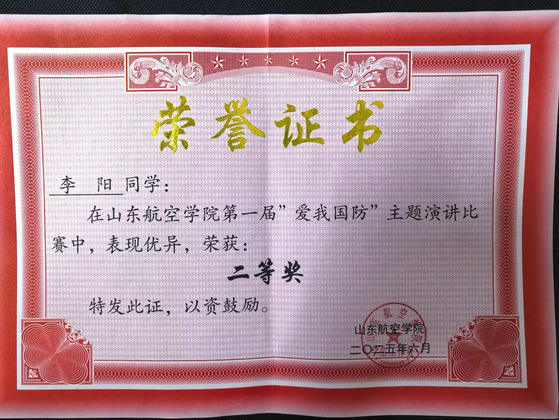 荣誉证书
李 阳 同学：
在山东航空学院第一届”爱我国防”主题演讲比
赛中，表现优异，荣获：
二等奖
特发此证，以资鼓励。
山东航空学院
二〇二五年六月